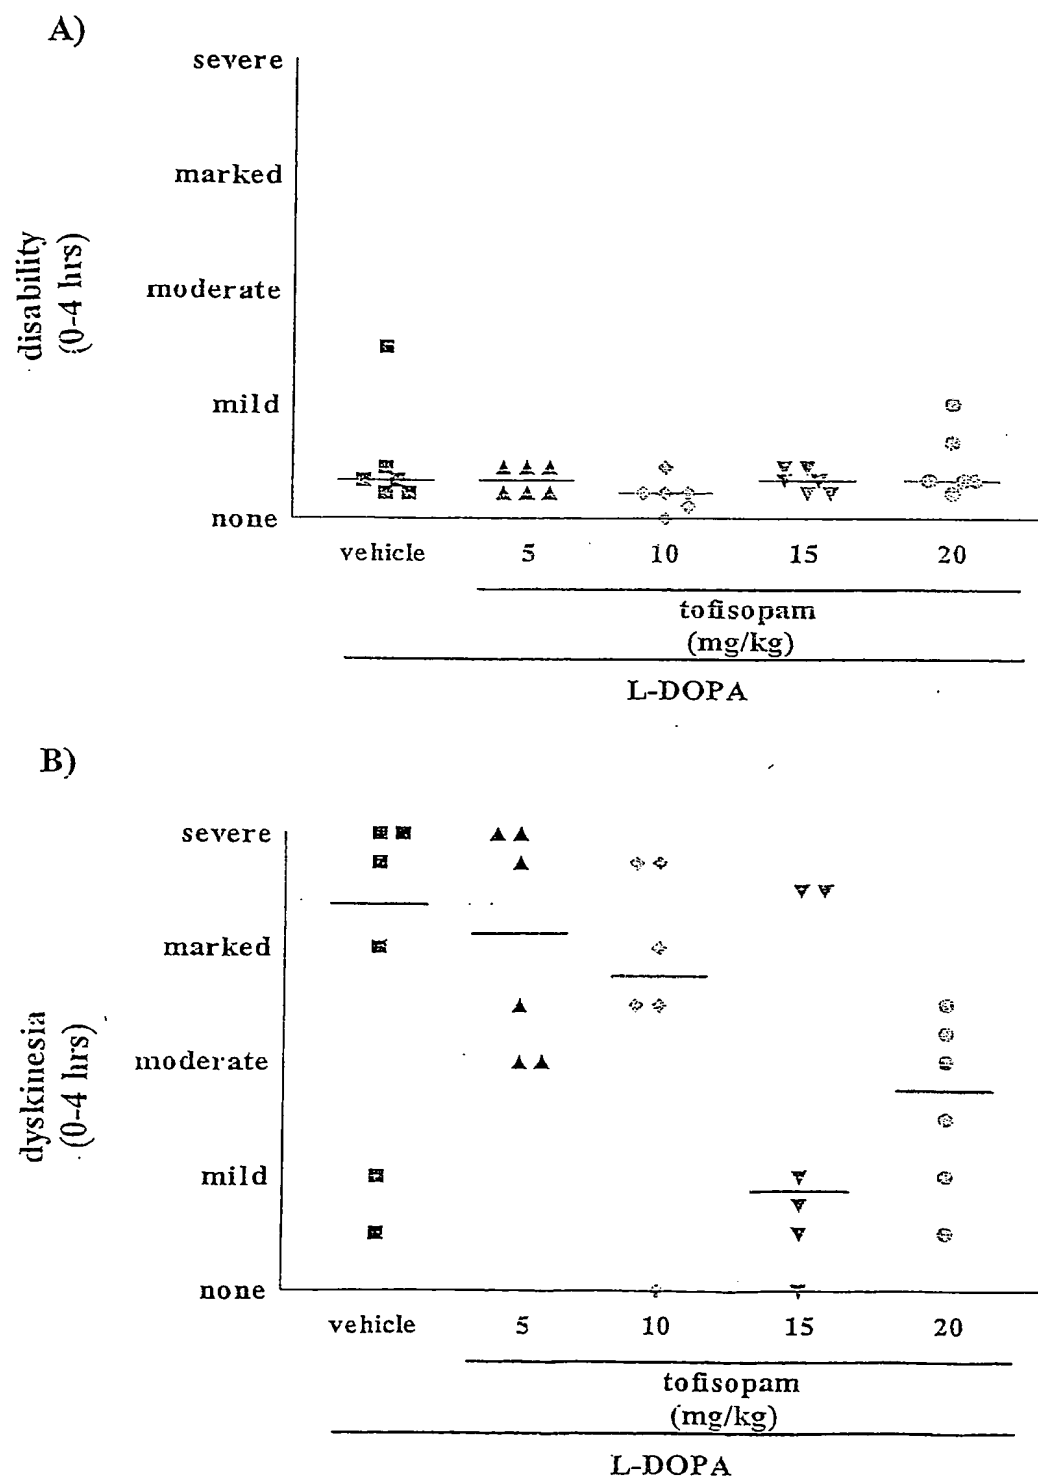 A)
severe
marked
moderate
mild
none
disability
(0-4 hrs)
vehicle 5 10 15 20
tofisopam
(mg/kg)
L-DOPA
B)
severe
marked
moderate
mild
none
dyskinesia
(0-4 hrs)
vehicle 5 10 15 20
tofisopam
(mg/kg)
L-DOPA